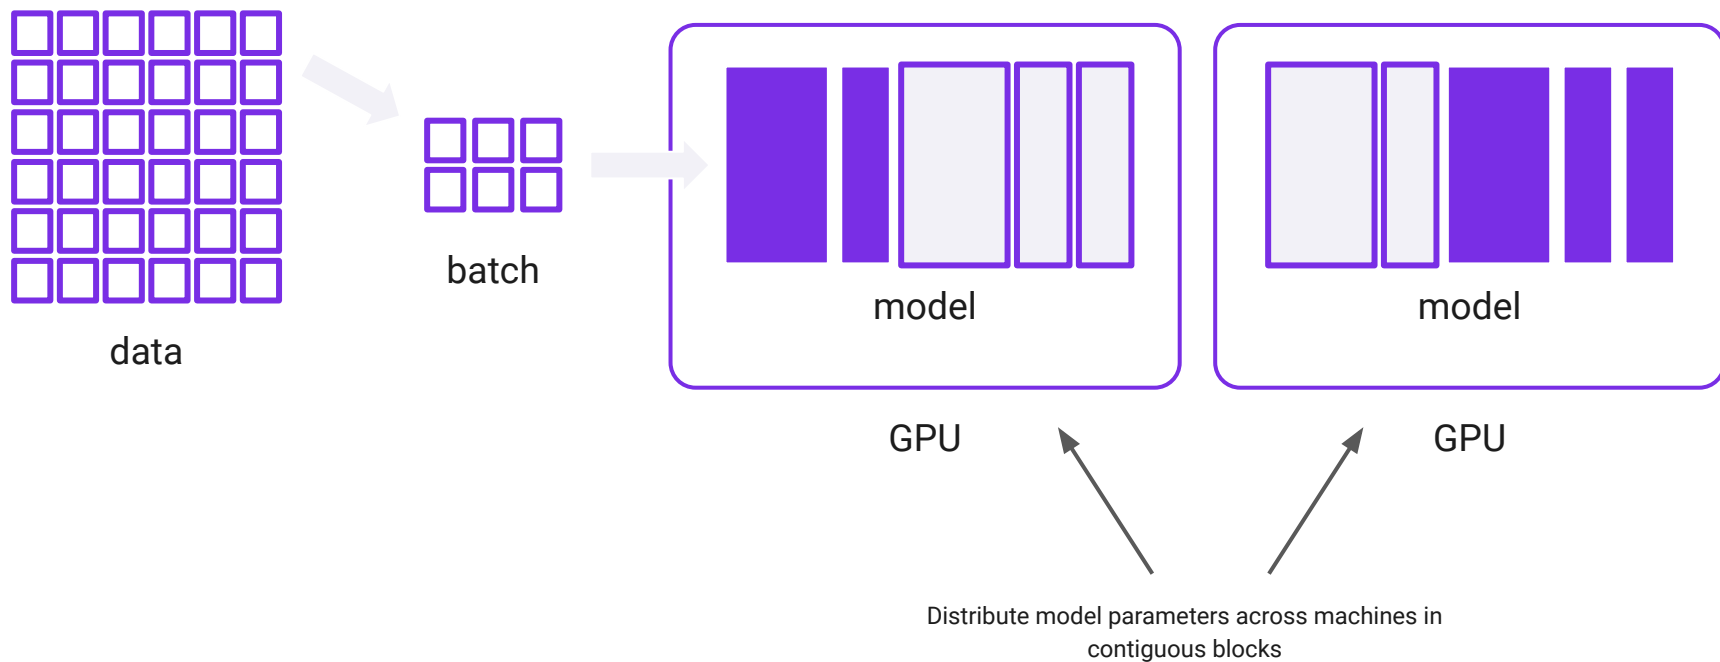 data
batch
model
GPU
model
GPU
Distribute model parameters across machines in
contiguous blocks